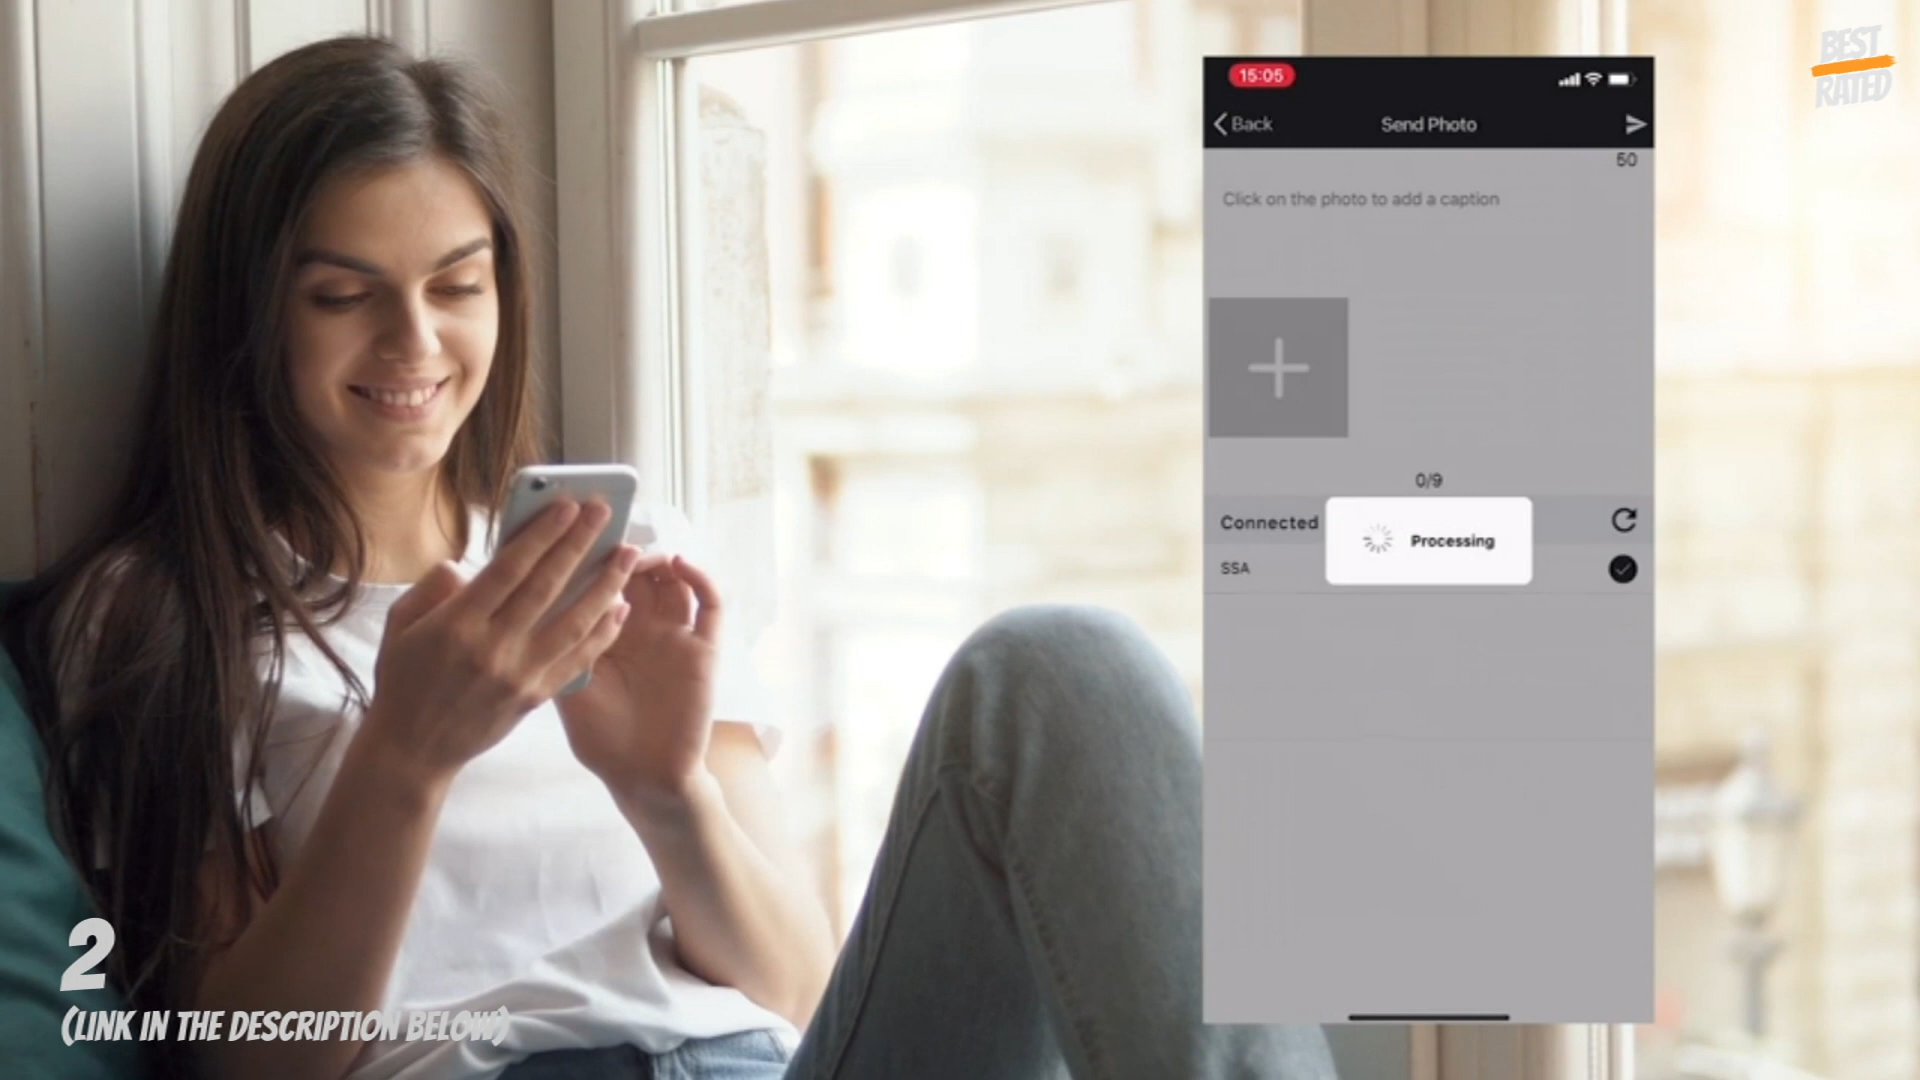 BEST
RATED
15:05
Back
Send Photo
50
Click on the photo to add a caption
0/9
Connected
Processing
SSA
2
(LINK IN THE DESCRIPTION BELOW)